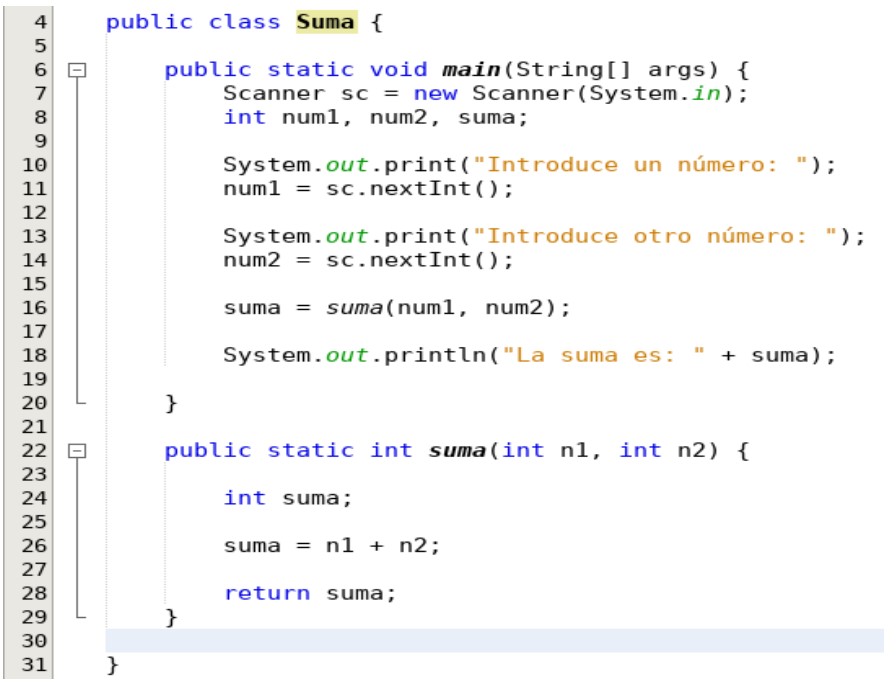 4 public class Suma {
5
6 public static void main(String[] args) {
7 Scanner sc = new Scanner(System.in);
8 int num1, num2, suma;
9
10 System.out.print("Introduce un número: ");
11 num1 = sc.nextInt();
12
13 System.out.print("Introduce otro número: ");
14 num2 = sc.nextInt();
15
16 suma = suma(num1, num2);
17
18 System.out.println("La suma es: " + suma);
19
20 }
21
22 public static int suma(int n1, int n2) {
23
24 int suma;
25
26 suma = n1 + n2;
27
28 return suma;
29 }
30
31 }